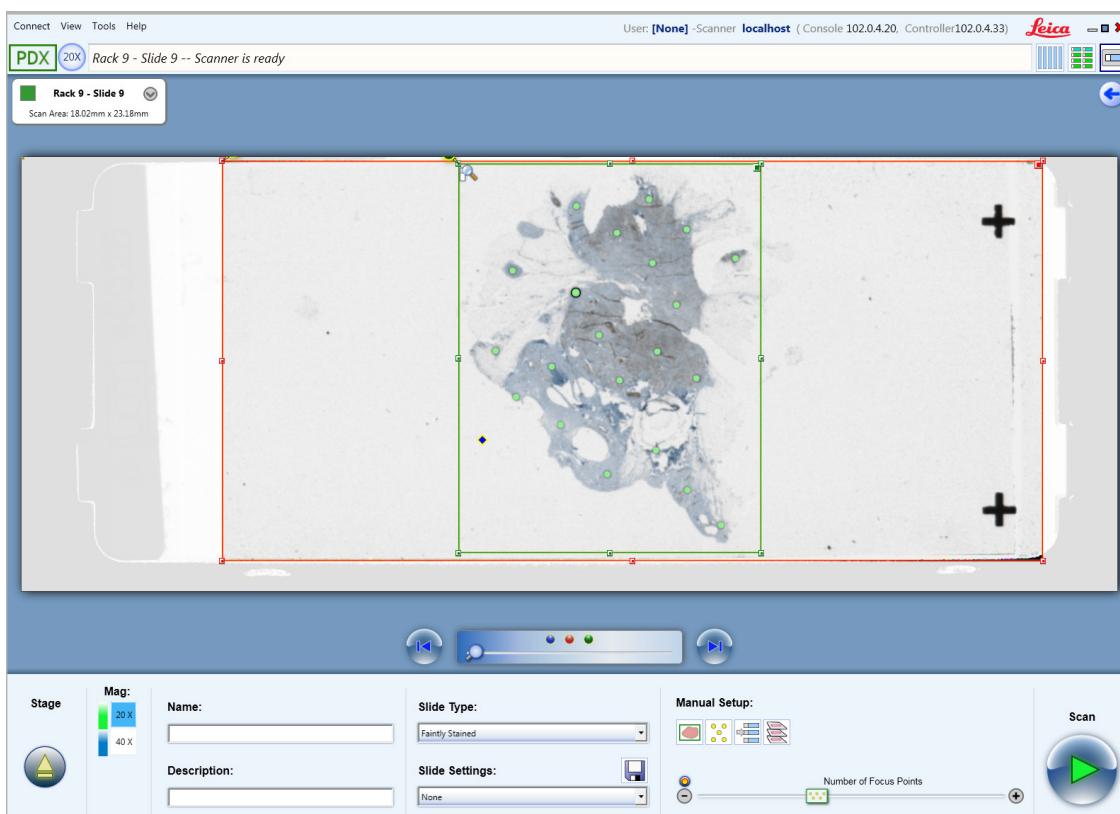 Connect View Tools Help
User: [None] -Scanner localhost ( Console 102.0.4.20, Controller102.0.4.33)
Leica
PDX 20X Rack 9 - Slide 9 -- Scanner is ready
Rack 9 - Slide 9
Scan Area: 18.02mm x 23.18mm
Stage
Mag:
20 X
40 X
Name:
Description:
Slide Type:
Faintly Stained
Slide Settings:
None
Manual Setup:
Number of Focus Points
Scan